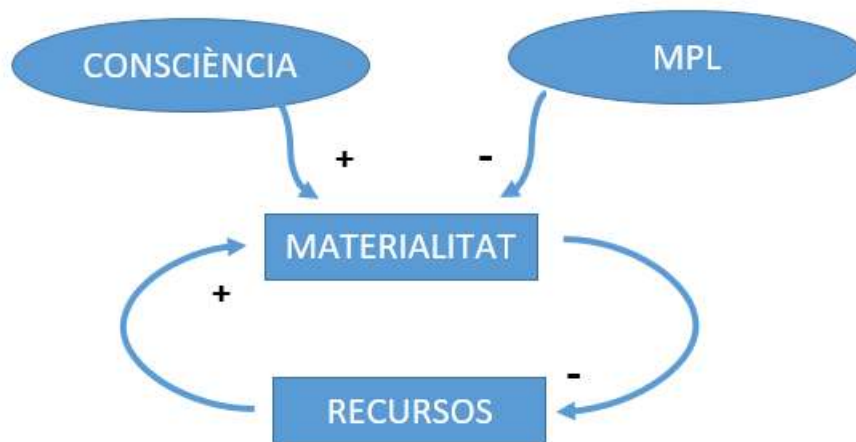 CONSCIÈNCIA
MPL
+
-
MATERIALITAT
+
-
RECURSOS